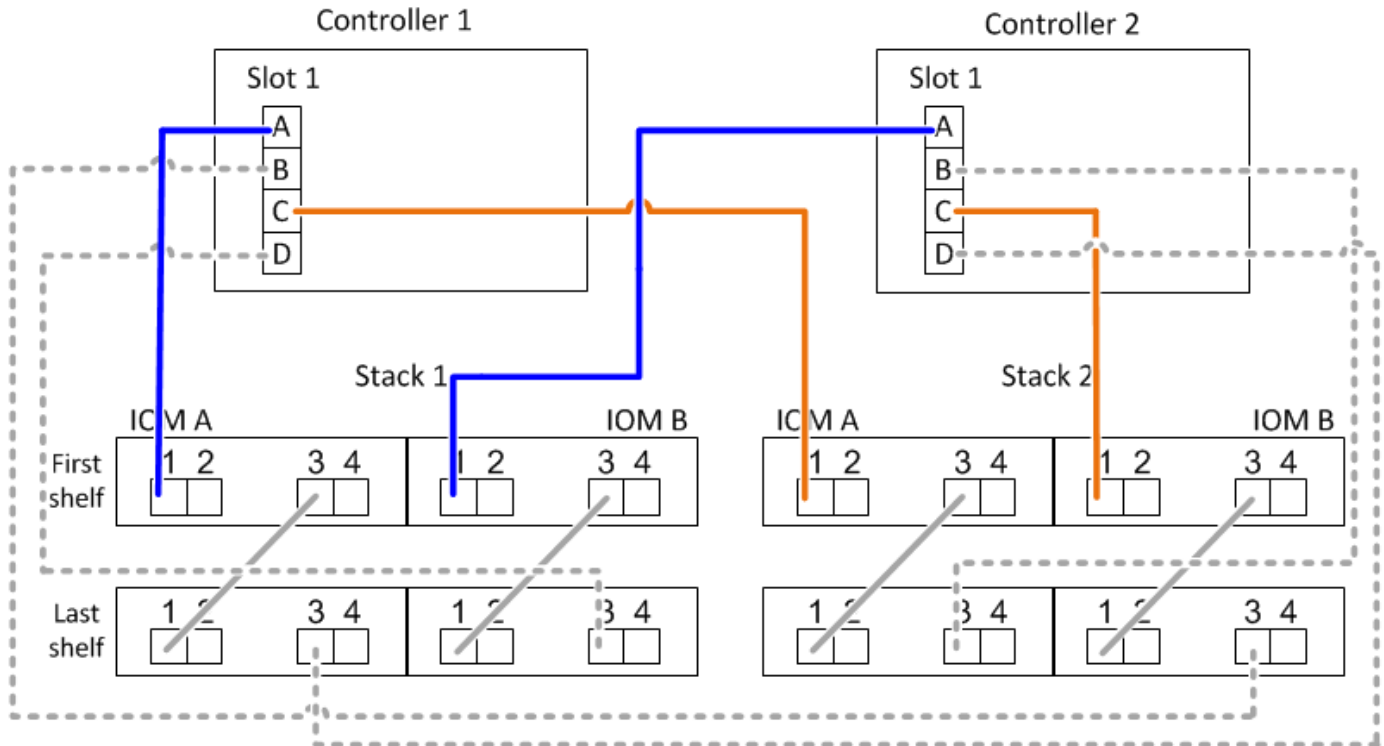 Controller 1
Controller 2
Slot 1
Slot 1
A
B
C
D
A
B
C
D
Stack 1
Stack 2
IOM A
IOM B
IOM A
IOM B
First
shelf
1 2 3 4 1 2 3 4
1 2 3 4 1 2 3 4
Last
shelf
1 2 3 4 1 2 3 4
1 2 3 4 1 2 3 4